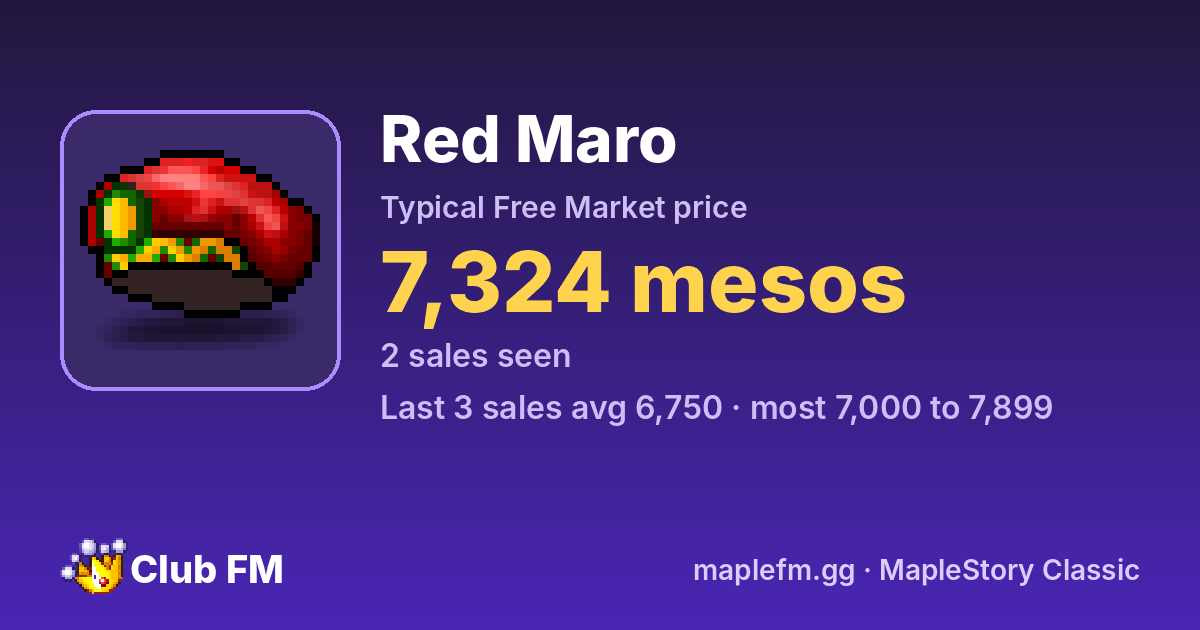 Red Maro
Typical Free Market price
7,324 mesos
2 sales seen
Last 3 sales avg 6,750 · most 7,000 to 7,899
Club FM
maplefm.gg · MapleStory Classic